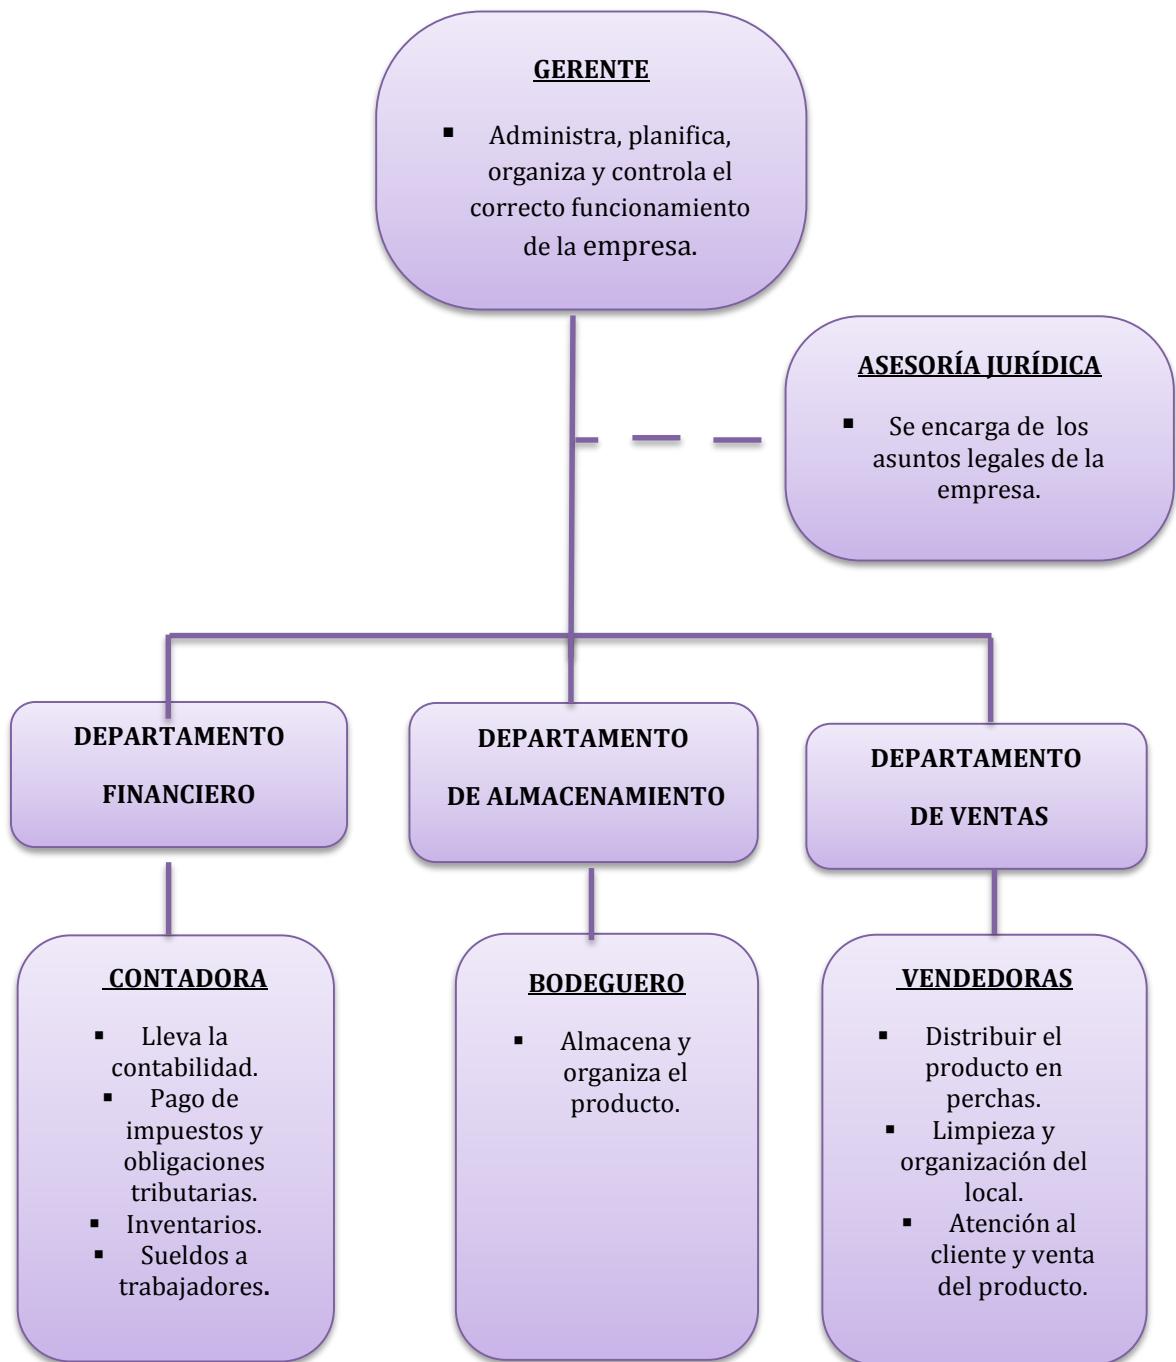 GERENTE
▪ Administra, planifica,
organiza y controla el
correcto funcionamiento
de la empresa.
ASESORÍA JURÍDICA
▪ Se encarga de los
asuntos legales de la
empresa.
DEPARTAMENTO
FINANCIERO
DEPARTAMENTO
DE ALMACENAMIENTO
DEPARTAMENTO
DE VENTAS
CONTADORA
▪ Lleva la
contabilidad.
▪ Pago de
impuestos y
obligaciones
tributarias.
▪ Inventarios.
▪ Sueldos a
trabajadores.
BODEGUERO
▪ Almacena y
organiza el
producto.
VENDEDORAS
▪ Distribuir el
producto en
perchas.
▪ Limpieza y
organización del
local.
▪ Atención al
cliente y venta
del producto.